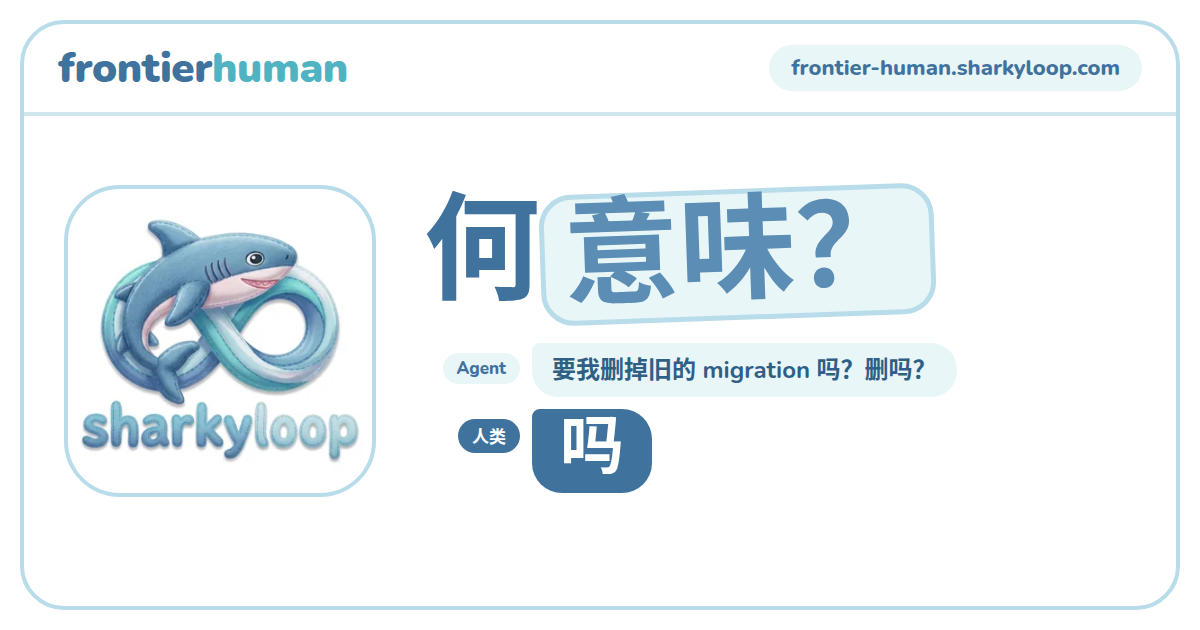 frontierhuman
frontier-human.sharkyloop.com
何意味？
sharkyloop
Agent
要我删掉旧的 migration 吗？删吗？
人类
吗